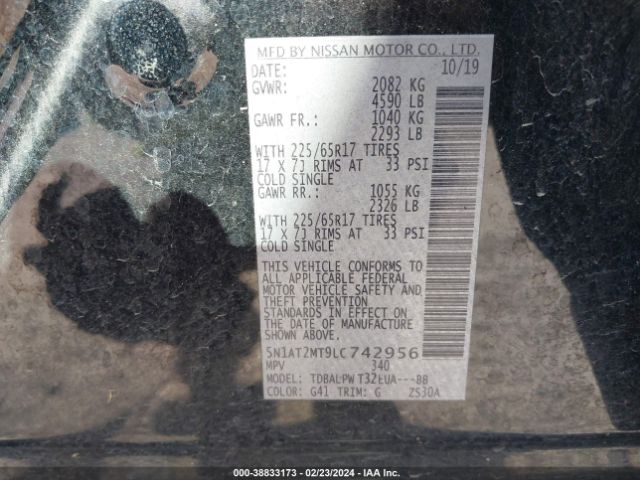 MFD BY NISSAN MOTOR CO., LTD.
DATE: 10/19
GVWR: 2082 KG
4590 LB
GAWR FR.: 1040 KG
2293 LB
WITH 225/65R17 TIRES
17 X 7J RIMS AT 33 PSI
COLD SINGLE
GAWR RR.: 1055 KG
2326 LB
WITH 225/65R17 TIRES
17 X 7J RIMS AT 33 PSI
COLD SINGLE
THIS VEHICLE CONFORMS TO
ALL APPLICABLE FEDERAL
MOTOR VEHICLE SAFETY AND
THEFT PREVENTION
STANDARDS IN EFFECT ON
THE DATE OF MANUFACTURE
SHOWN ABOVE.
5N1AT2MT9LC742956
MPV 340
MODEL: TDBALPW T32EUA---88
COLOR: G41 TRIM: G ZS30A
000-38833173 - 02/23/2024 - IAA Inc.